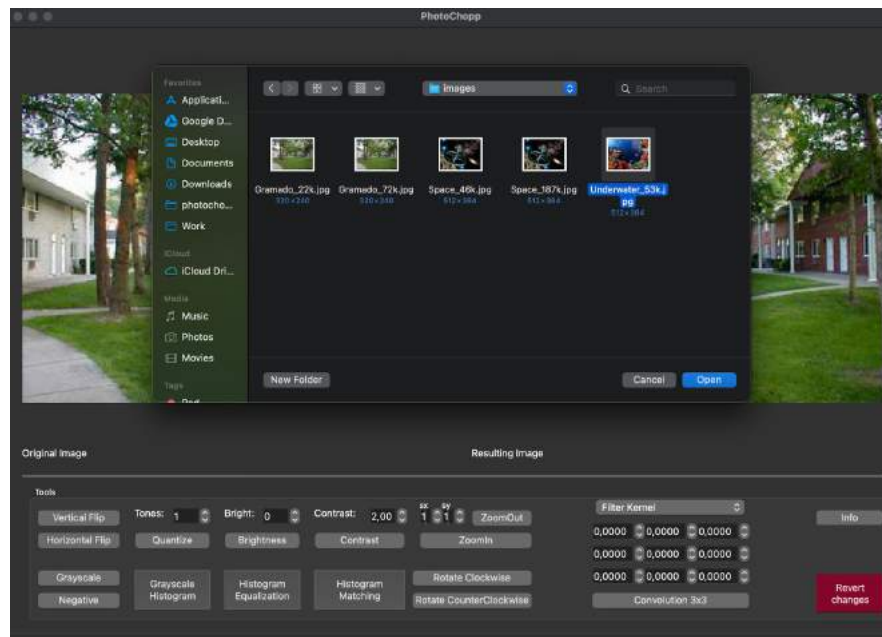 PhotoChopp
Favorites
Applicati...
Google D...
Desktop
Documents
Downloads
photoche...
Work
iCloud
iCloud Dri...
Media
Music
Photos
Movies
Tags
images
Search
Gramado_22k.jpg
320×240
Gramado_72k.jpg
320×240
Space_46k.jpg
512×384
Space_187k.jpg
512×384
Underwater_53k.j
pg
512×384
New Folder
Cancel
Open
Original Image
Resulting Image
Tools
Vertical Flip
Horizontal Flip
Grayscale
Negative
Tones: 1
Quantize
Grayscale
Histogram
Bright: 0
Brightness
Histogram
Equalization
Contrast: 2,00
Contrast
Histogram
Matching
sx sy
1 1 ZoomOut
ZoomIn
Rotate Clockwise
Rotate CounterClockwise
Filter Kernel
0,0000 0,0000 0,0000
0,0000 0,0000 0,0000
0,0000 0,0000 0,0000
Convolution 3x3
Info
Revert
changes